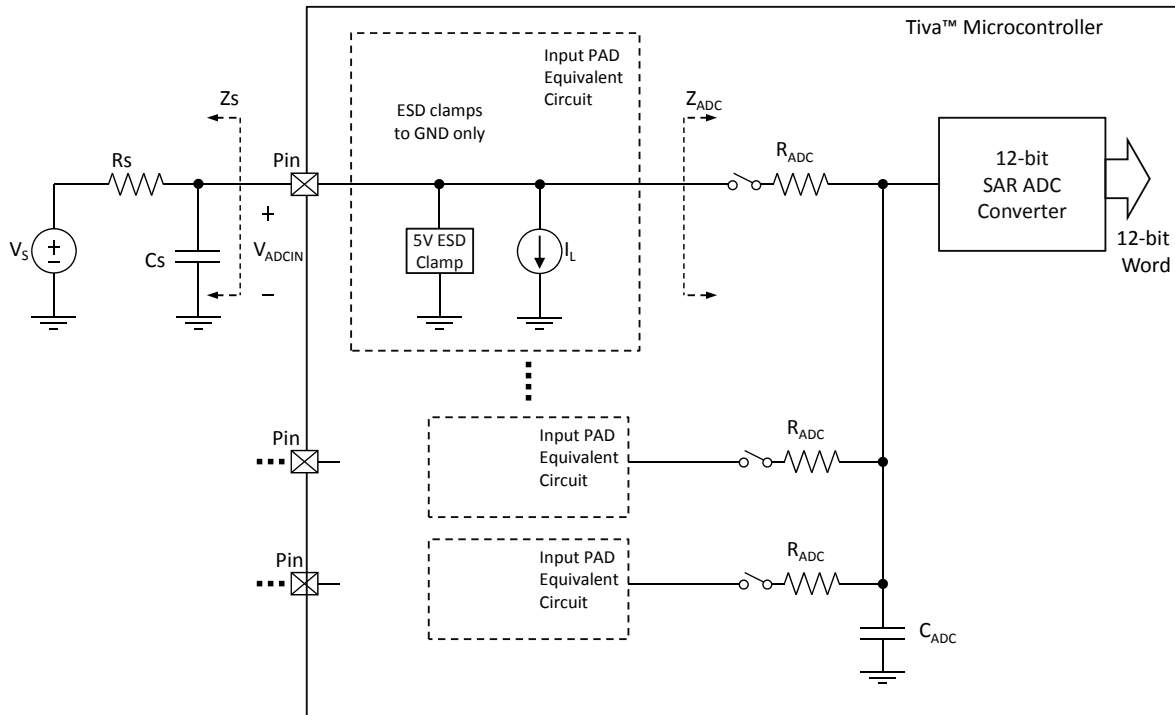 Tiva™ Microcontroller
Input PAD
Equivalent
Circuit
ESD clamps
to GND only
Zs
ZADC
Rs
Pin
RADC
12-bit
SAR ADC
Converter
+
VADCIN
−
VS
+
−
Cs
5V ESD
Clamp
IL
12-bit
Word
Pin
Input PAD
Equivalent
Circuit
RADC
Pin
Input PAD
Equivalent
Circuit
RADC
CADC